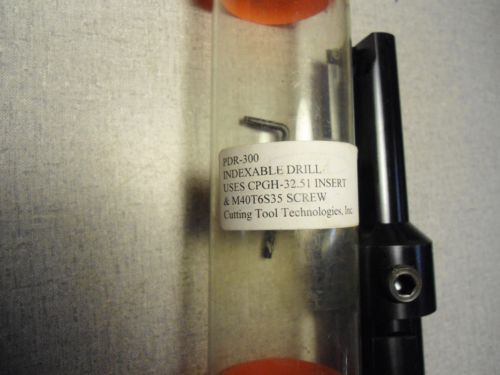 PDR-300
INDEXABLE DRILL
USES CPGH-32.51 INSERT
& M40T6S35 SCREW
Cutting Tool Technologies, Inc.